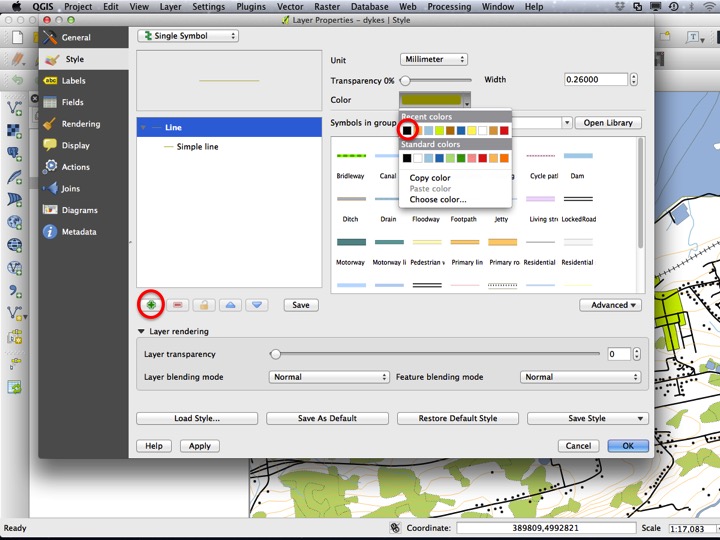 QGIS Project Edit View Layer Settings Plugins Vector Raster Database Web Processing Window Help
Layer Properties - dykes | Style
General
Style
Labels
Fields
Rendering
Display
Actions
Joins
Diagrams
Metadata
Single Symbol
Unit Millimeter
Transparency 0% Width 0.26000
Color
Recent colors
Standard colors
Copy color
Paste color
Choose color...
Line
Simple line
Symbols in group
Open Library
Bridleway Canal Cycle pat Dam
Ditch Drain Floodway Footpath Jetty Living stre LockedRoad
Motorway Motorway li Pedestrian v Primary lin Primary ro Residential Residential
Save
Advanced
Layer rendering
Layer transparency 0
Layer blending mode Normal Feature blending mode Normal
Load Style... Save As Default Restore Default Style Save Style
Help Apply Cancel OK
Ready Coordinate: 389809,4992821 Scale 1:17,083